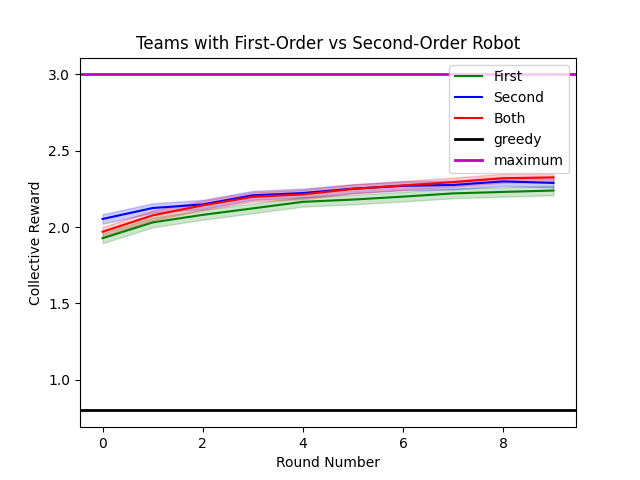 Teams with First-Order vs Second-Order Robot
3.0
2.5
2.0
1.5
1.0
Collective Reward
First
Second
Both
greedy
maximum
0
2
4
6
8
Round Number